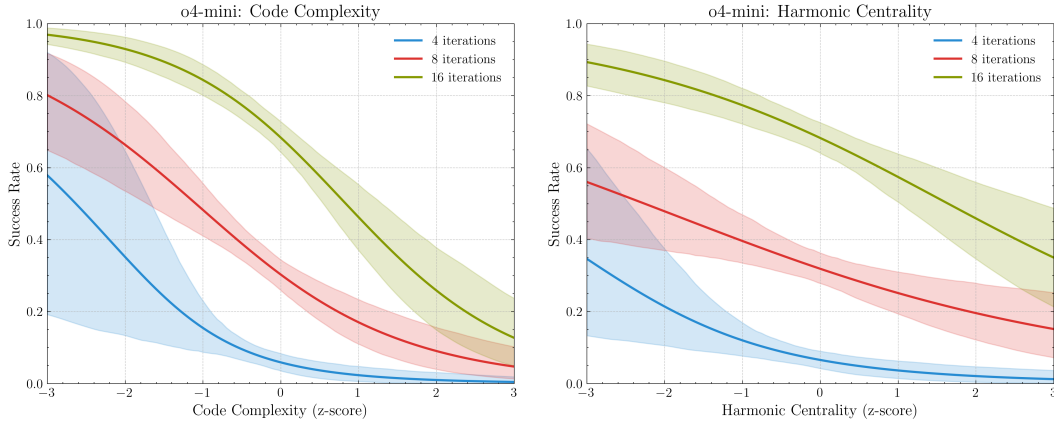 o4-mini: Code Complexity
1.0
0.8
0.6
0.4
0.2
0.0
Success Rate
4 iterations
8 iterations
16 iterations
−3
−2
−1
0
1
2
3
Code Complexity (z-score)
o4-mini: Harmonic Centrality
1.0
0.8
0.6
0.4
0.2
0.0
Success Rate
4 iterations
8 iterations
16 iterations
−3
−2
−1
0
1
2
3
Harmonic Centrality (z-score)